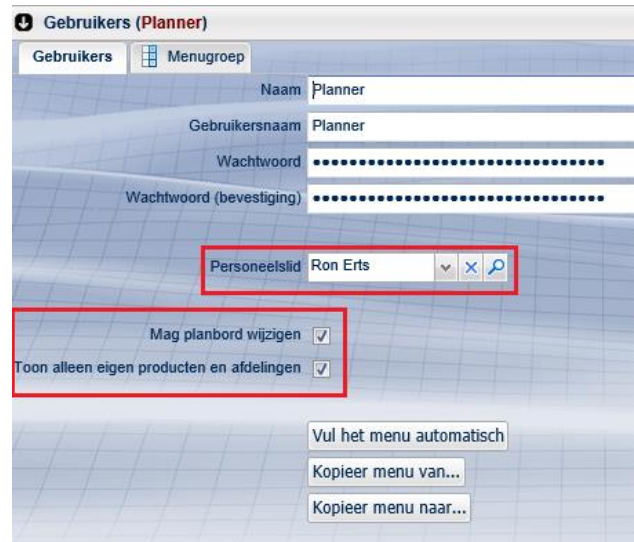 Gebruikers (Planner)
Gebruikers Menugroep
Naam Planner
Gebruikersnaam Planner
Wachtwoord ••••••••••••••••••••••••••••••••
Wachtwoord (bevestiging) ••••••••••••••••••••••••••••••••
Personeelslid Ron Erts
Mag planbord wijzigen
Toon alleen eigen producten en afdelingen
Vul het menu automatisch
Kopieer menu van...
Kopieer menu naar...